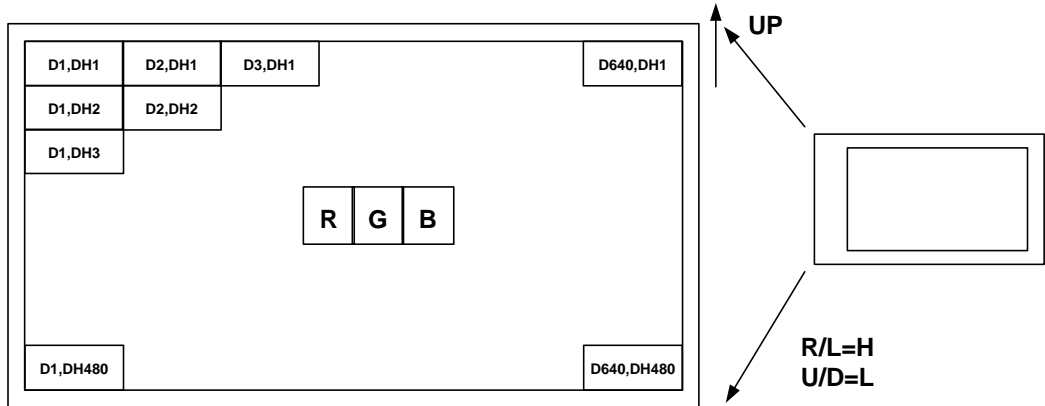 UP
D1,DH1 D2,DH1 D3,DH1 D640,DH1
D1,DH2 D2,DH2
D1,DH3
R G B
D1,DH480 D640,DH480
R/L=H
U/D=L